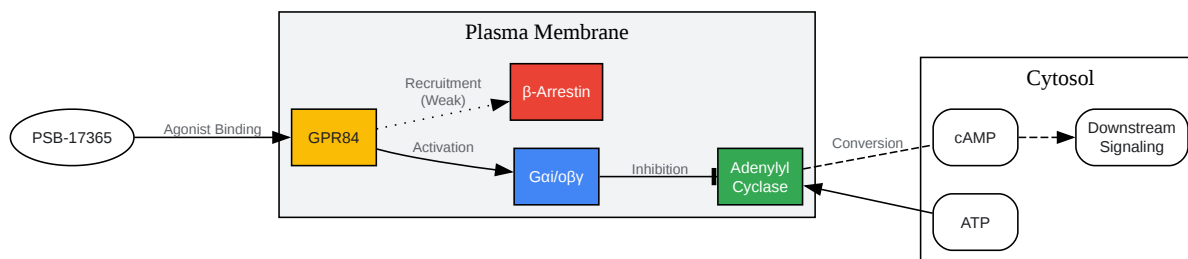 Plasma Membrane
Cytosol
PSB-17365
Agonist Binding
GPR84
Recruitment
(Weak)
β-Arrestin
Activation
Gαi/oβγ
Inhibition
Adenylyl
Cyclase
Conversion
cAMP
Downstream
Signaling
ATP